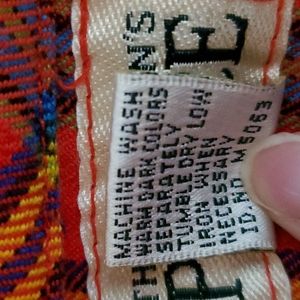 MACHINE WASH
WARM DARK COLORS
SEPARATELY
TUMBLE DRY LOW
IRON WHEN
NECESSARY
ID. NO. M5063
N'S